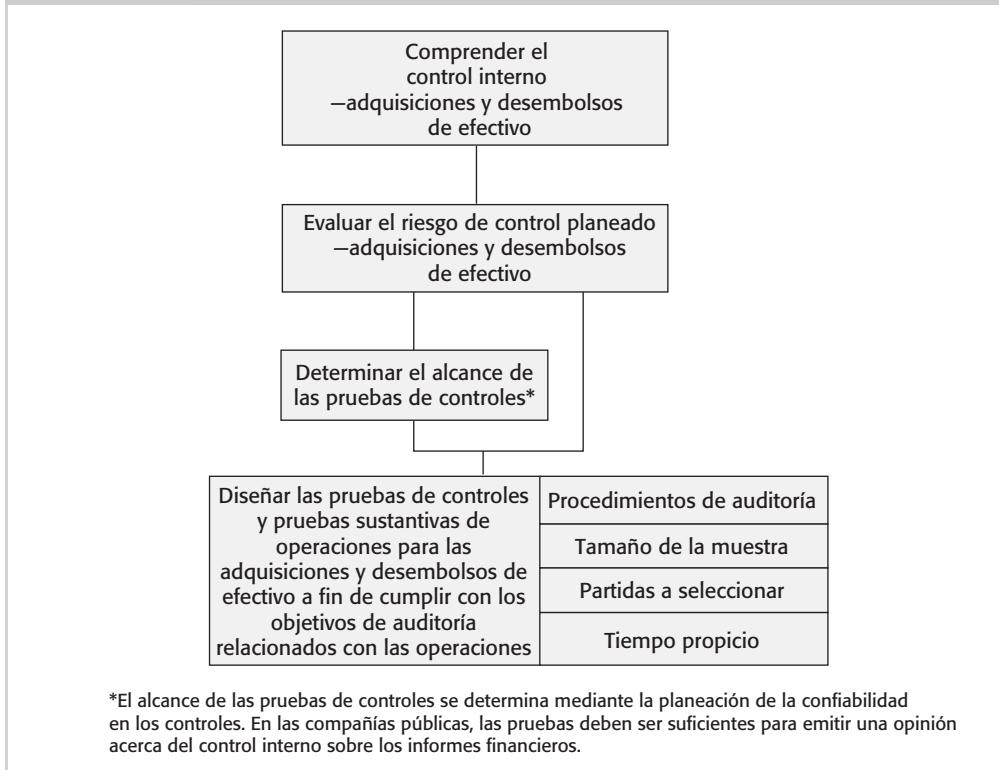 Comprender el
control interno
—adquisiciones y desembolsos
de efectivo
Evaluar el riesgo de control planeado
—adquisiciones y desembolsos
de efectivo
Determinar el alcance de
las pruebas de controles*
Diseñar las pruebas de controles
y pruebas sustantivas de
operaciones para las
adquisiciones y desembolsos de
efectivo a fin de cumplir con los
objetivos de auditoría
relacionados con las operaciones
Procedimientos de auditoría
Tamaño de la muestra
Partidas a seleccionar
Tiempo propicio
*El alcance de las pruebas de controles se determina mediante la planeación de la confiabilidad
en los controles. En las compañías públicas, las pruebas deben ser suficientes para emitir una opinión
acerca del control interno sobre los informes financieros.